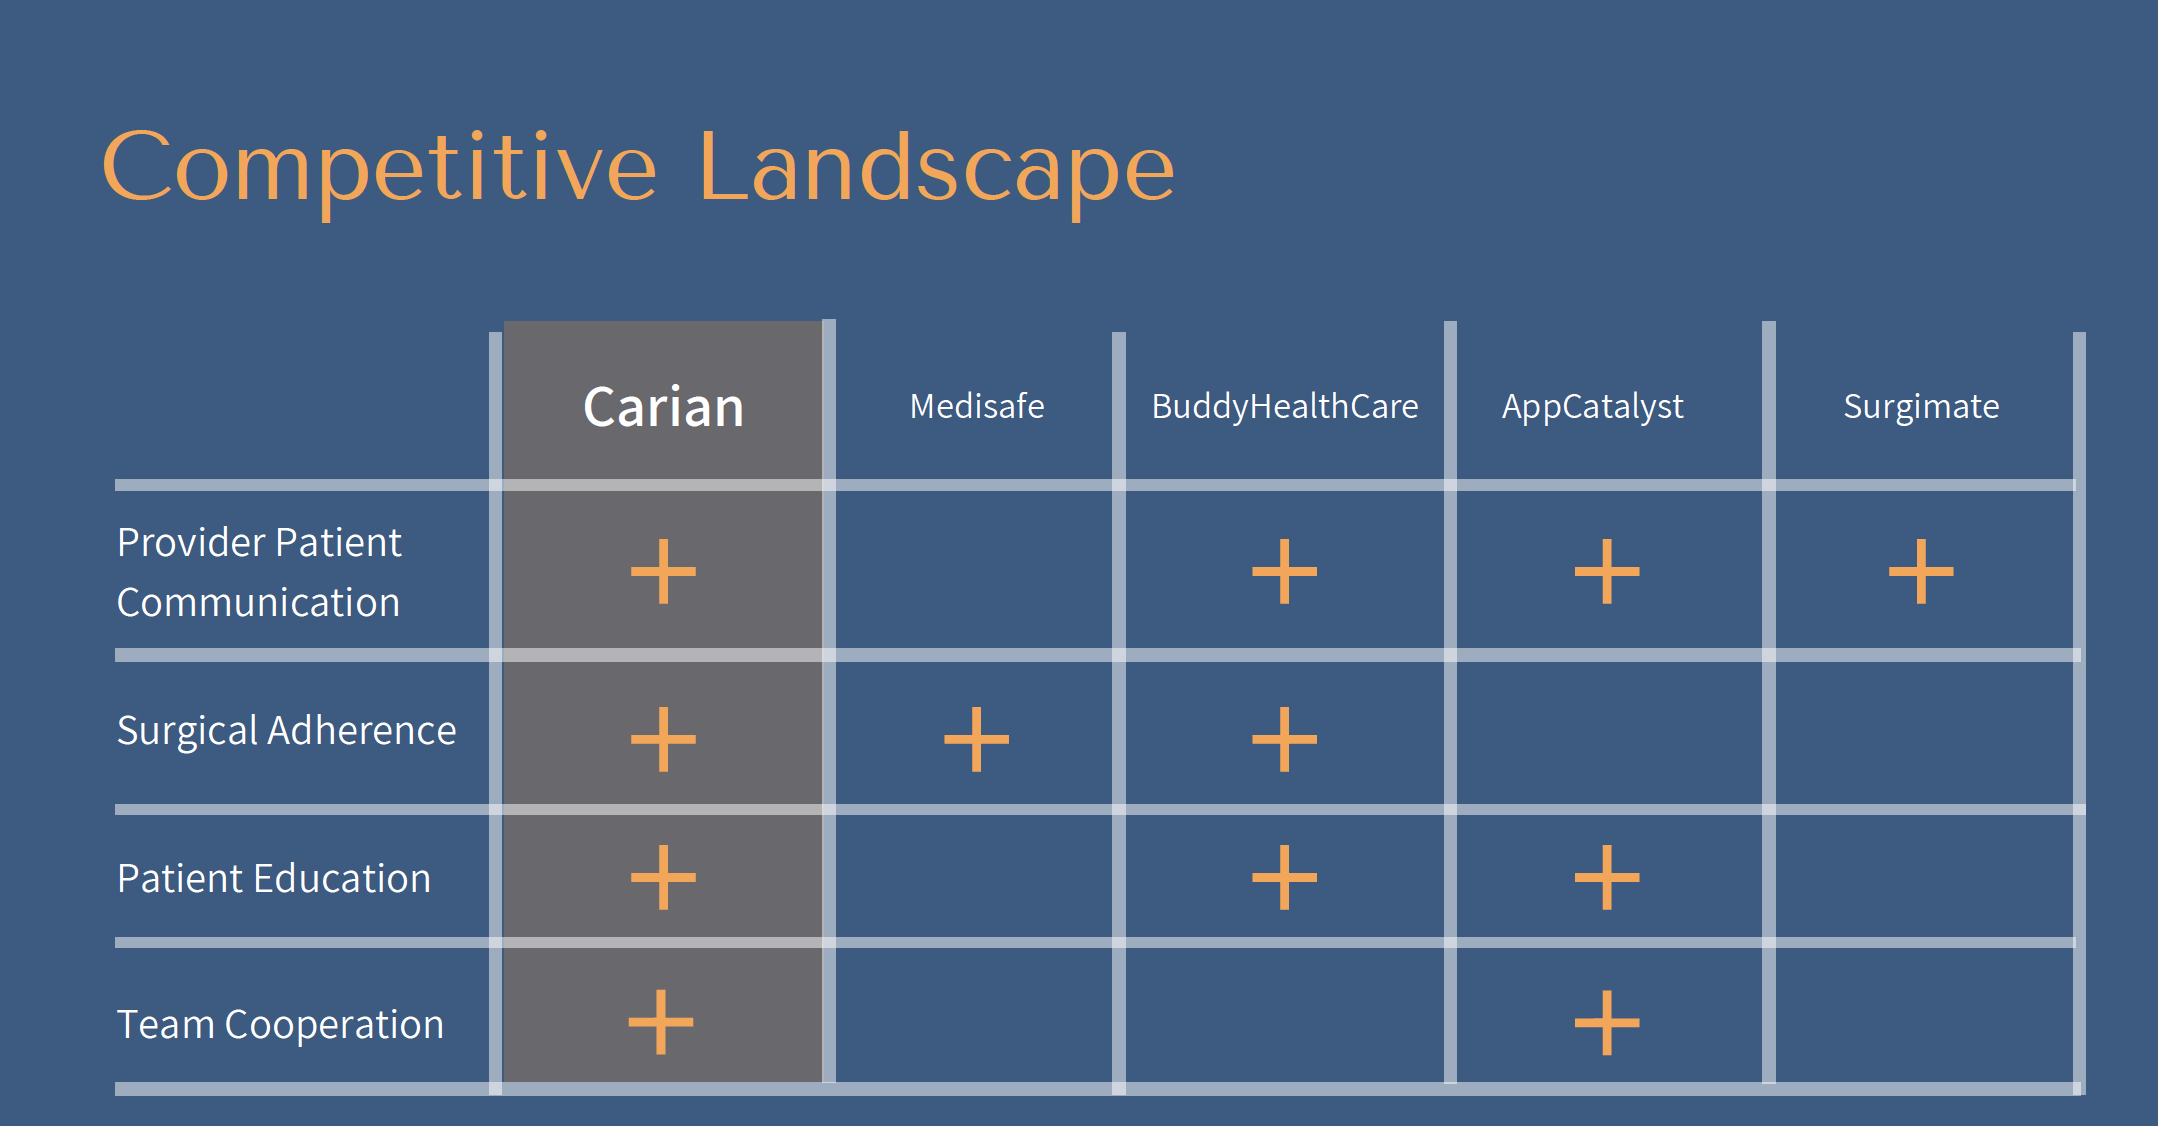 Competitive Landscape
Carian Medisafe BuddyHealthCare AppCatalyst Surgimate
Provider Patient
Communication
+ + + +
Surgical Adherence + + +
Patient Education + + +
Team Cooperation + +